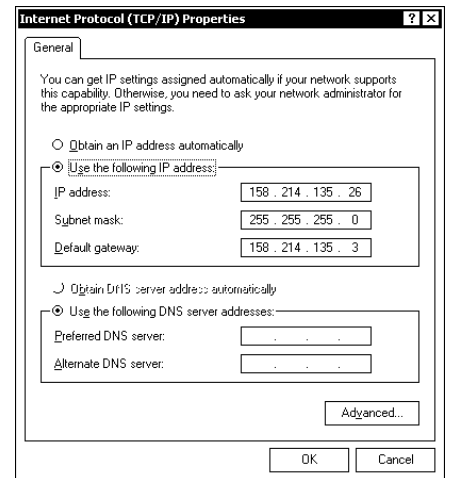 Internet Protocol (TCP/IP) Properties ? ×
General
You can get IP settings assigned automatically if your network supports
this capability. Otherwise, you need to ask your network administrator for
the appropriate IP settings.
Obtain an IP address automatically
Use the following IP address:
IP address: 158 . 214 . 135 . 26
Subnet mask: 255 . 255 . 255 . 0
Default gateway: 158 . 214 . 135 . 3
Obtain DNS server address automatically
Use the following DNS server addresses:
Preferred DNS server: . . .
Alternate DNS server: . . .
Advanced...
OK Cancel